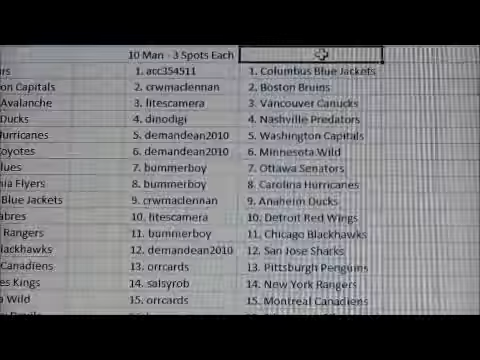 10 Man - 3 Spots Each
1. acc354511 1. Columbus Blue Jackets
on Capitals 2. crwmaclennan 2. Boston Bruins
Avalanche 3. litescamera 3. Vancouver Canucks
Ducks 4. dinodigi 4. Nashville Predators
Hurricanes 5. demandean2010 5. Washington Capitals
oyotes 6. demandean2010 6. Minnesota Wild
lues 7. bummerboy 7. Ottawa Senators
ia Flyers 8. bummerboy 8. Carolina Hurricanes
Blue Jackets 9. crwmaclennan 9. Anaheim Ducks
abres 10. litescamera 10. Detroit Red Wings
Rangers 11. bummerboy 11. Chicago Blackhawks
lackhawks 12. demandean2010 12. San Jose Sharks
Canadiens 13. orrcards 13. Pittsburgh Penguins
es Kings 14. salsyrob 14. New York Rangers
a Wild 15. orrcards 15. Montreal Canadiens